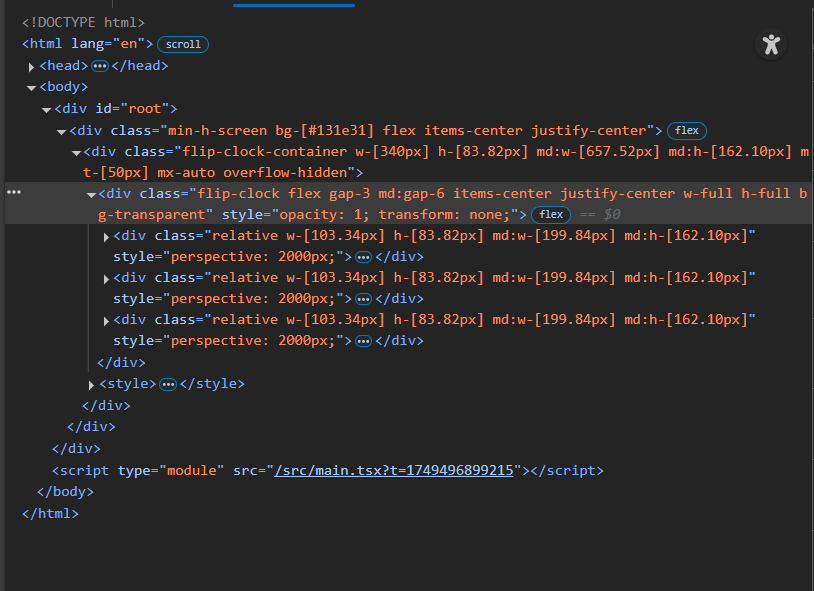 <!DOCTYPE html>
<html lang="en"> scroll
<head> ••• </head>
<body>
<div id="root">
<div class="min-h-screen bg-[#131e31] flex items-center justify-center"> flex
<div class="flip-clock-container w-[340px] h-[83.82px] md:w-[657.52px] md:h-[162.10px] m
t-[50px] mx-auto overflow-hidden">
<div class="flip-clock flex gap-3 md:gap-6 items-center justify-center w-full h-full b
g-transparent" style="opacity: 1; transform: none;"> flex == $0
<div class="relative w-[103.34px] h-[83.82px] md:w-[199.84px] md:h-[162.10px]"
style="perspective: 2000px;"> ••• </div>
<div class="relative w-[103.34px] h-[83.82px] md:w-[199.84px] md:h-[162.10px]"
style="perspective: 2000px;"> ••• </div>
<div class="relative w-[103.34px] h-[83.82px] md:w-[199.84px] md:h-[162.10px]"
style="perspective: 2000px;"> ••• </div>
</div>
<style> ••• </style>
</div>
</div>
</div>
<script type="module" src="/src/main.tsx?t=1749496899215"></script>
</body>
</html>